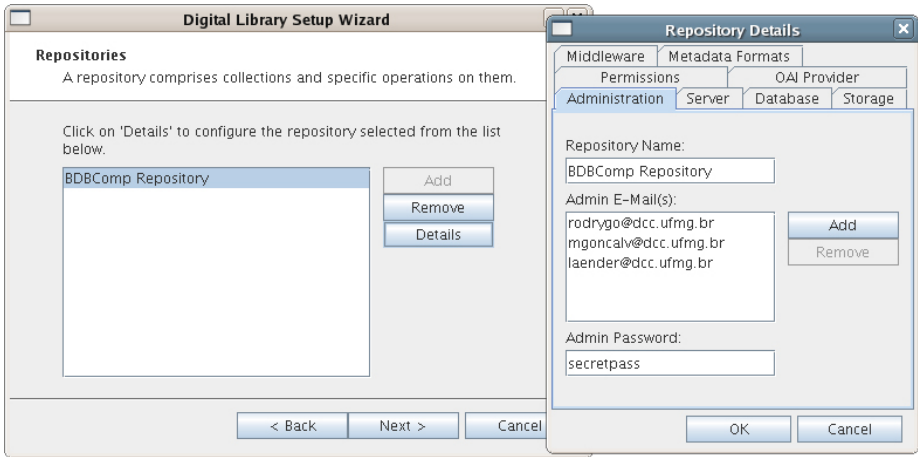 Digital Library Setup Wizard
Repositories
A repository comprises collections and specific operations on them.
Click on 'Details' to configure the repository selected from the list
below.
BDBComp Repository
Add
Remove
Details
< Back
Next >
Cancel
Repository Details
Middleware
Metadata Formats
Permissions
OAI Provider
Administration
Server
Database
Storage
Repository Name:
BDBComp Repository
Admin E-Mail(s):
rodrygo@dcc.ufmg.br
mgoncalv@dcc.ufmg.br
laender@dcc.ufmg.br
Add
Remove
Admin Password:
secretpass
OK
Cancel